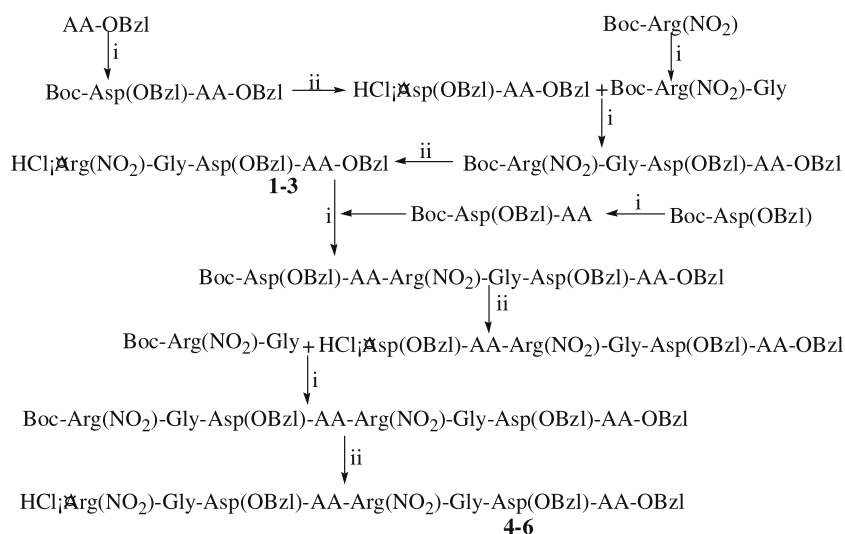 AA-OBzl Boc-Arg(NO₂)
i i
Boc-Asp(OBzl)-AA-OBzl ii HCl¡¤Asp(OBzl)-AA-OBzl + Boc-Arg(NO₂)-Gly
i
HCl¡¤Arg(NO₂)-Gly-Asp(OBzl)-AA-OBzl ii Boc-Arg(NO₂)-Gly-Asp(OBzl)-AA-OBzl
1-3
i Boc-Asp(OBzl)-AA i Boc-Asp(OBzl)
Boc-Asp(OBzl)-AA-Arg(NO₂)-Gly-Asp(OBzl)-AA-OBzl
ii
Boc-Arg(NO₂)-Gly + HCl¡¤Asp(OBzl)-AA-Arg(NO₂)-Gly-Asp(OBzl)-AA-OBzl
i
Boc-Arg(NO₂)-Gly-Asp(OBzl)-AA-Arg(NO₂)-Gly-Asp(OBzl)-AA-OBzl
ii
HCl¡¤Arg(NO₂)-Gly-Asp(OBzl)-AA-Arg(NO₂)-Gly-Asp(OBzl)-AA-OBzl
4-6